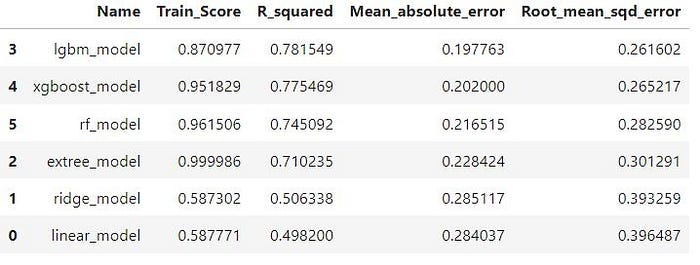 Name Train_Score R_squared Mean_absolute_error Root_mean_sqd_error
3 lgbm_model 0.870977 0.781549 0.197763 0.261602
4 xgboost_model 0.951829 0.775469 0.202000 0.265217
5 rf_model 0.961506 0.745092 0.216515 0.282590
2 extree_model 0.999986 0.710235 0.228424 0.301291
1 ridge_model 0.587302 0.506338 0.285117 0.393259
0 linear_model 0.587771 0.498200 0.284037 0.396487